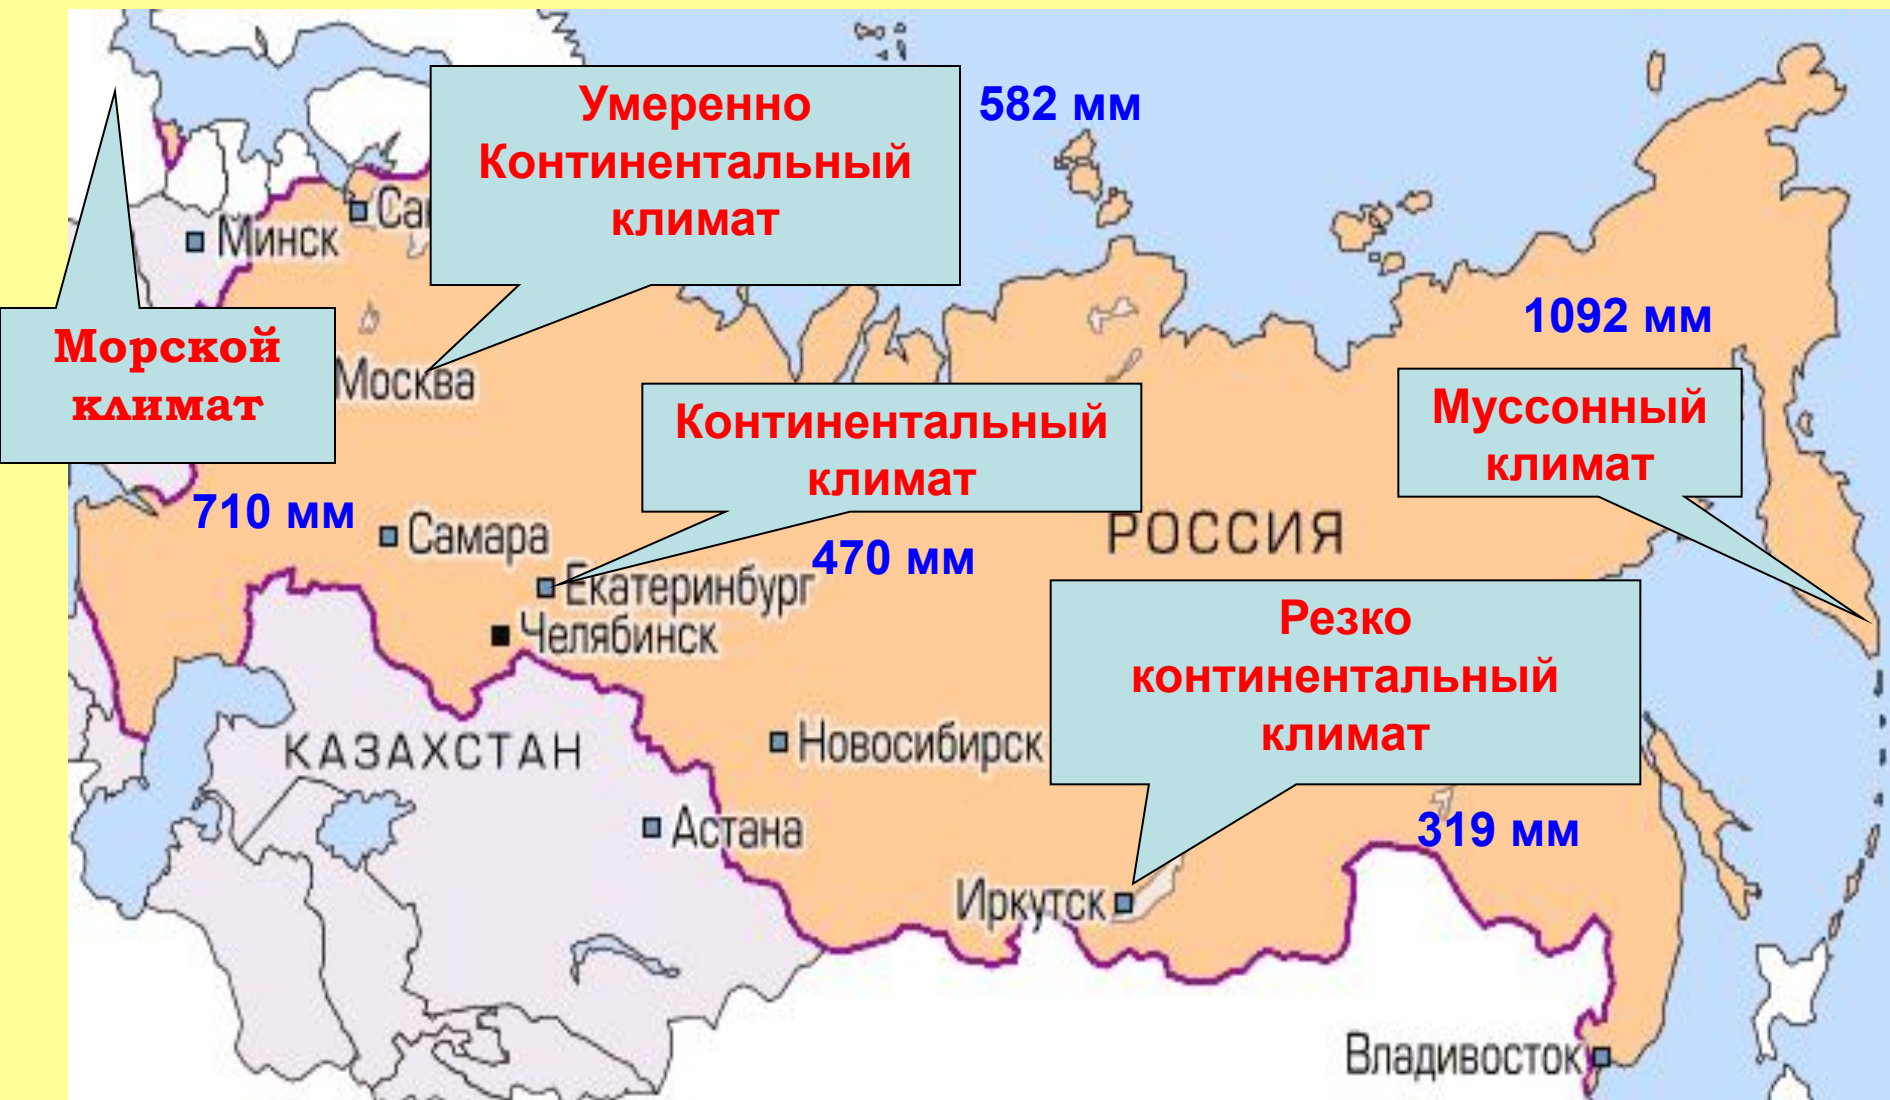 Умеренно
Континентальный
климат
582 мм
Са
Минск
1092 мм
Морской
климат
Москва
Континентальный
климат
Муссонный
климат
710 мм
Самара
РОССИЯ
470 мм
Екатеринбург
Челябинск
Резко
континентальный
климат
КАЗАХСТАН
Новосибирск
Астана
319 мм
Иркутск
Владивосток